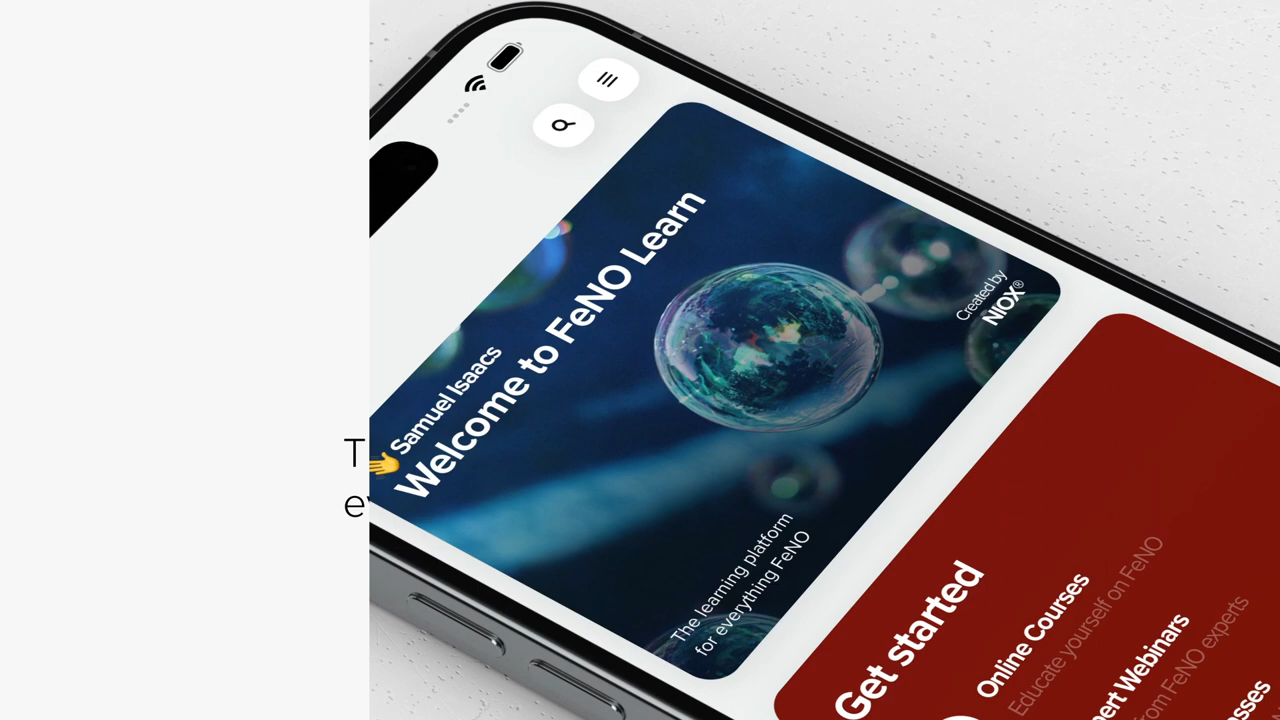 T
👋 Samuel Isaacs
Welcome to FeNO Learn
The learning platform
for everything FeNO
Created by
NIOX®
Get started
Online Courses
Educate yourself on FeNO
Webinars
from FeNO experts